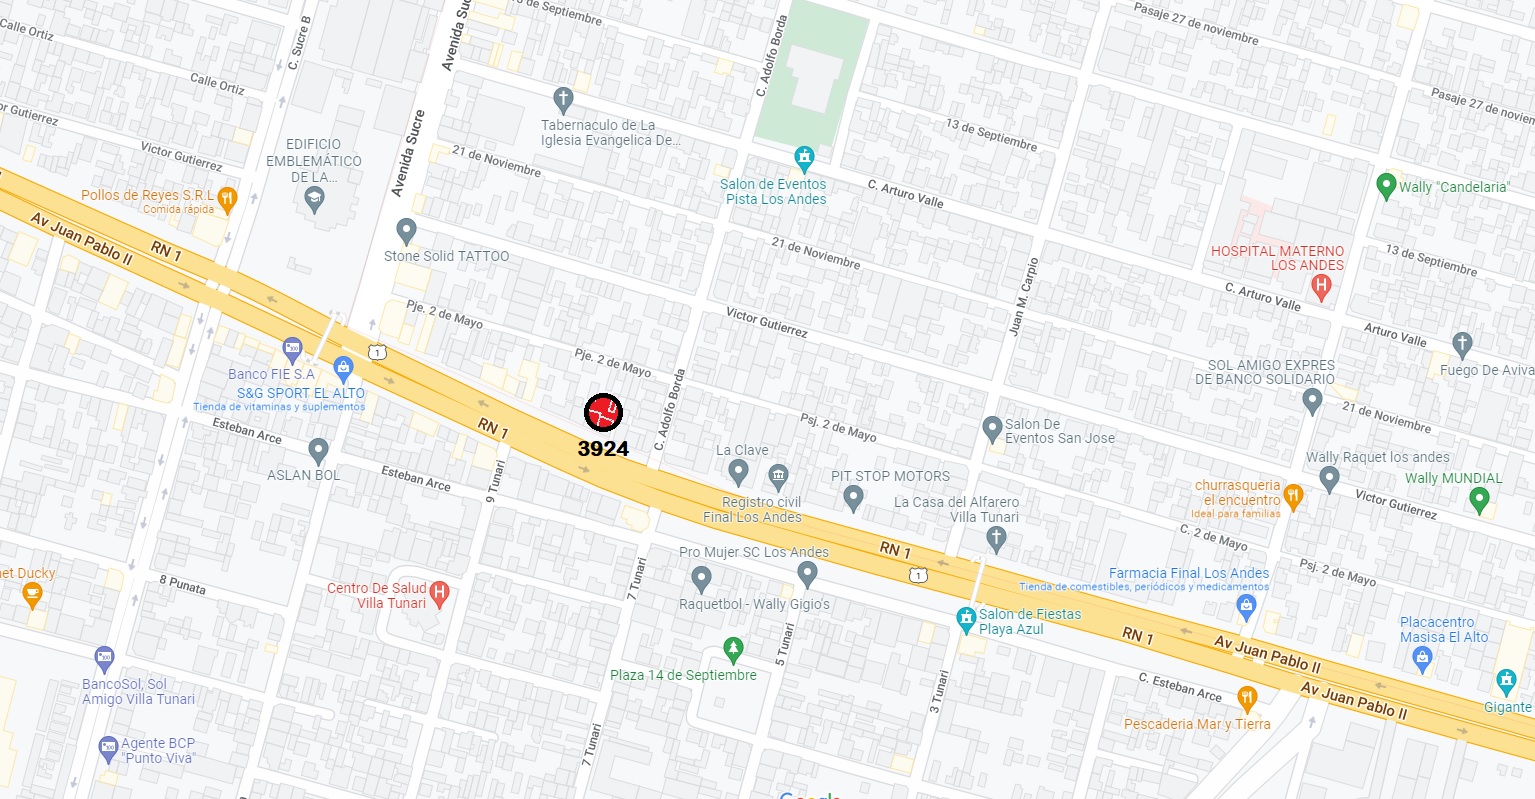 3 de Septiembre
Pasaje 27 de noviembre
Calle Ortiz
C. Sucre B
Avenida Suc
C. Adolfo Borda
Calle Ortiz
Pasaje 27 de noviem
or Gutierrez
Tabernaculo de La
Iglesia Evangelica De...
13 de Septiembre
Avenida Sucre
EDIFICIO
EMBLEMÁTICO
DE LA...
Victor Gutierrez
21 de Noviembre
Salon de Eventos
Pista Los Andes
C. Arturo Valle
Wally "Candelaria"
Pollos de Reyes S.R.L
Comida rápida
Av Juan Pablo II
RN 1
Stone Solid TATTOO
21 de Noviembre
HOSPITAL MATERNO
LOS ANDES
13 de Septiembre
Juan M. Carpio
C. Arturo Valle
Pje. 2 de Mayo
Victor Gutierrez
Arturo Valle
1
Banco FIE S.A
S&G SPORT EL ALTO
Tienda de vitaminas y suplementos
Pje. 2 de Mayo
SOL AMIGO EXPRES
DE BANCO SOLIDARIO
Fuego De Aviva
C. Adolfo Borda
21 de Noviembre
Esteban Arce
RN 1
3924
Psj. 2 de Mayo
Salon De
Eventos San Jose
La Clave
ASLAN BOL
Esteban Arce
9 Tunari
PIT STOP MOTORS
Wally Raquet los andes
Wally MUNDIAL
churrasqueria
el encuentro
Ideal para familias
Registro civil
Final Los Andes
La Casa del Alfarero
Villa Tunari
Victor Gutierrez
C. 2 de Mayo
RN 1
Pro Mujer SC Los Andes
1
Psj. 2 de Mayo
net Ducky
8 Punata
Centro De Salud
Villa Tunari
7 Tunari
Raquetbol - Wally Gigio's
Farmacia Final Los Andes
Tienda de comestibles, periódicos y medicamentos
Salon de Fiestas
Playa Azul
Placacentro
Masisa El Alto
RN 1
Av Juan Pablo II
5 Tunari
Plaza 14 de Septiembre
BancoSol, Sol
Amigo Villa Tunari
3 Tunari
C. Esteban Arce
Av Juan Pablo II
Gigante
Pescaderia Mar y Tierra
7 Tunari
Agente BCP
"Punto Viva"
Google